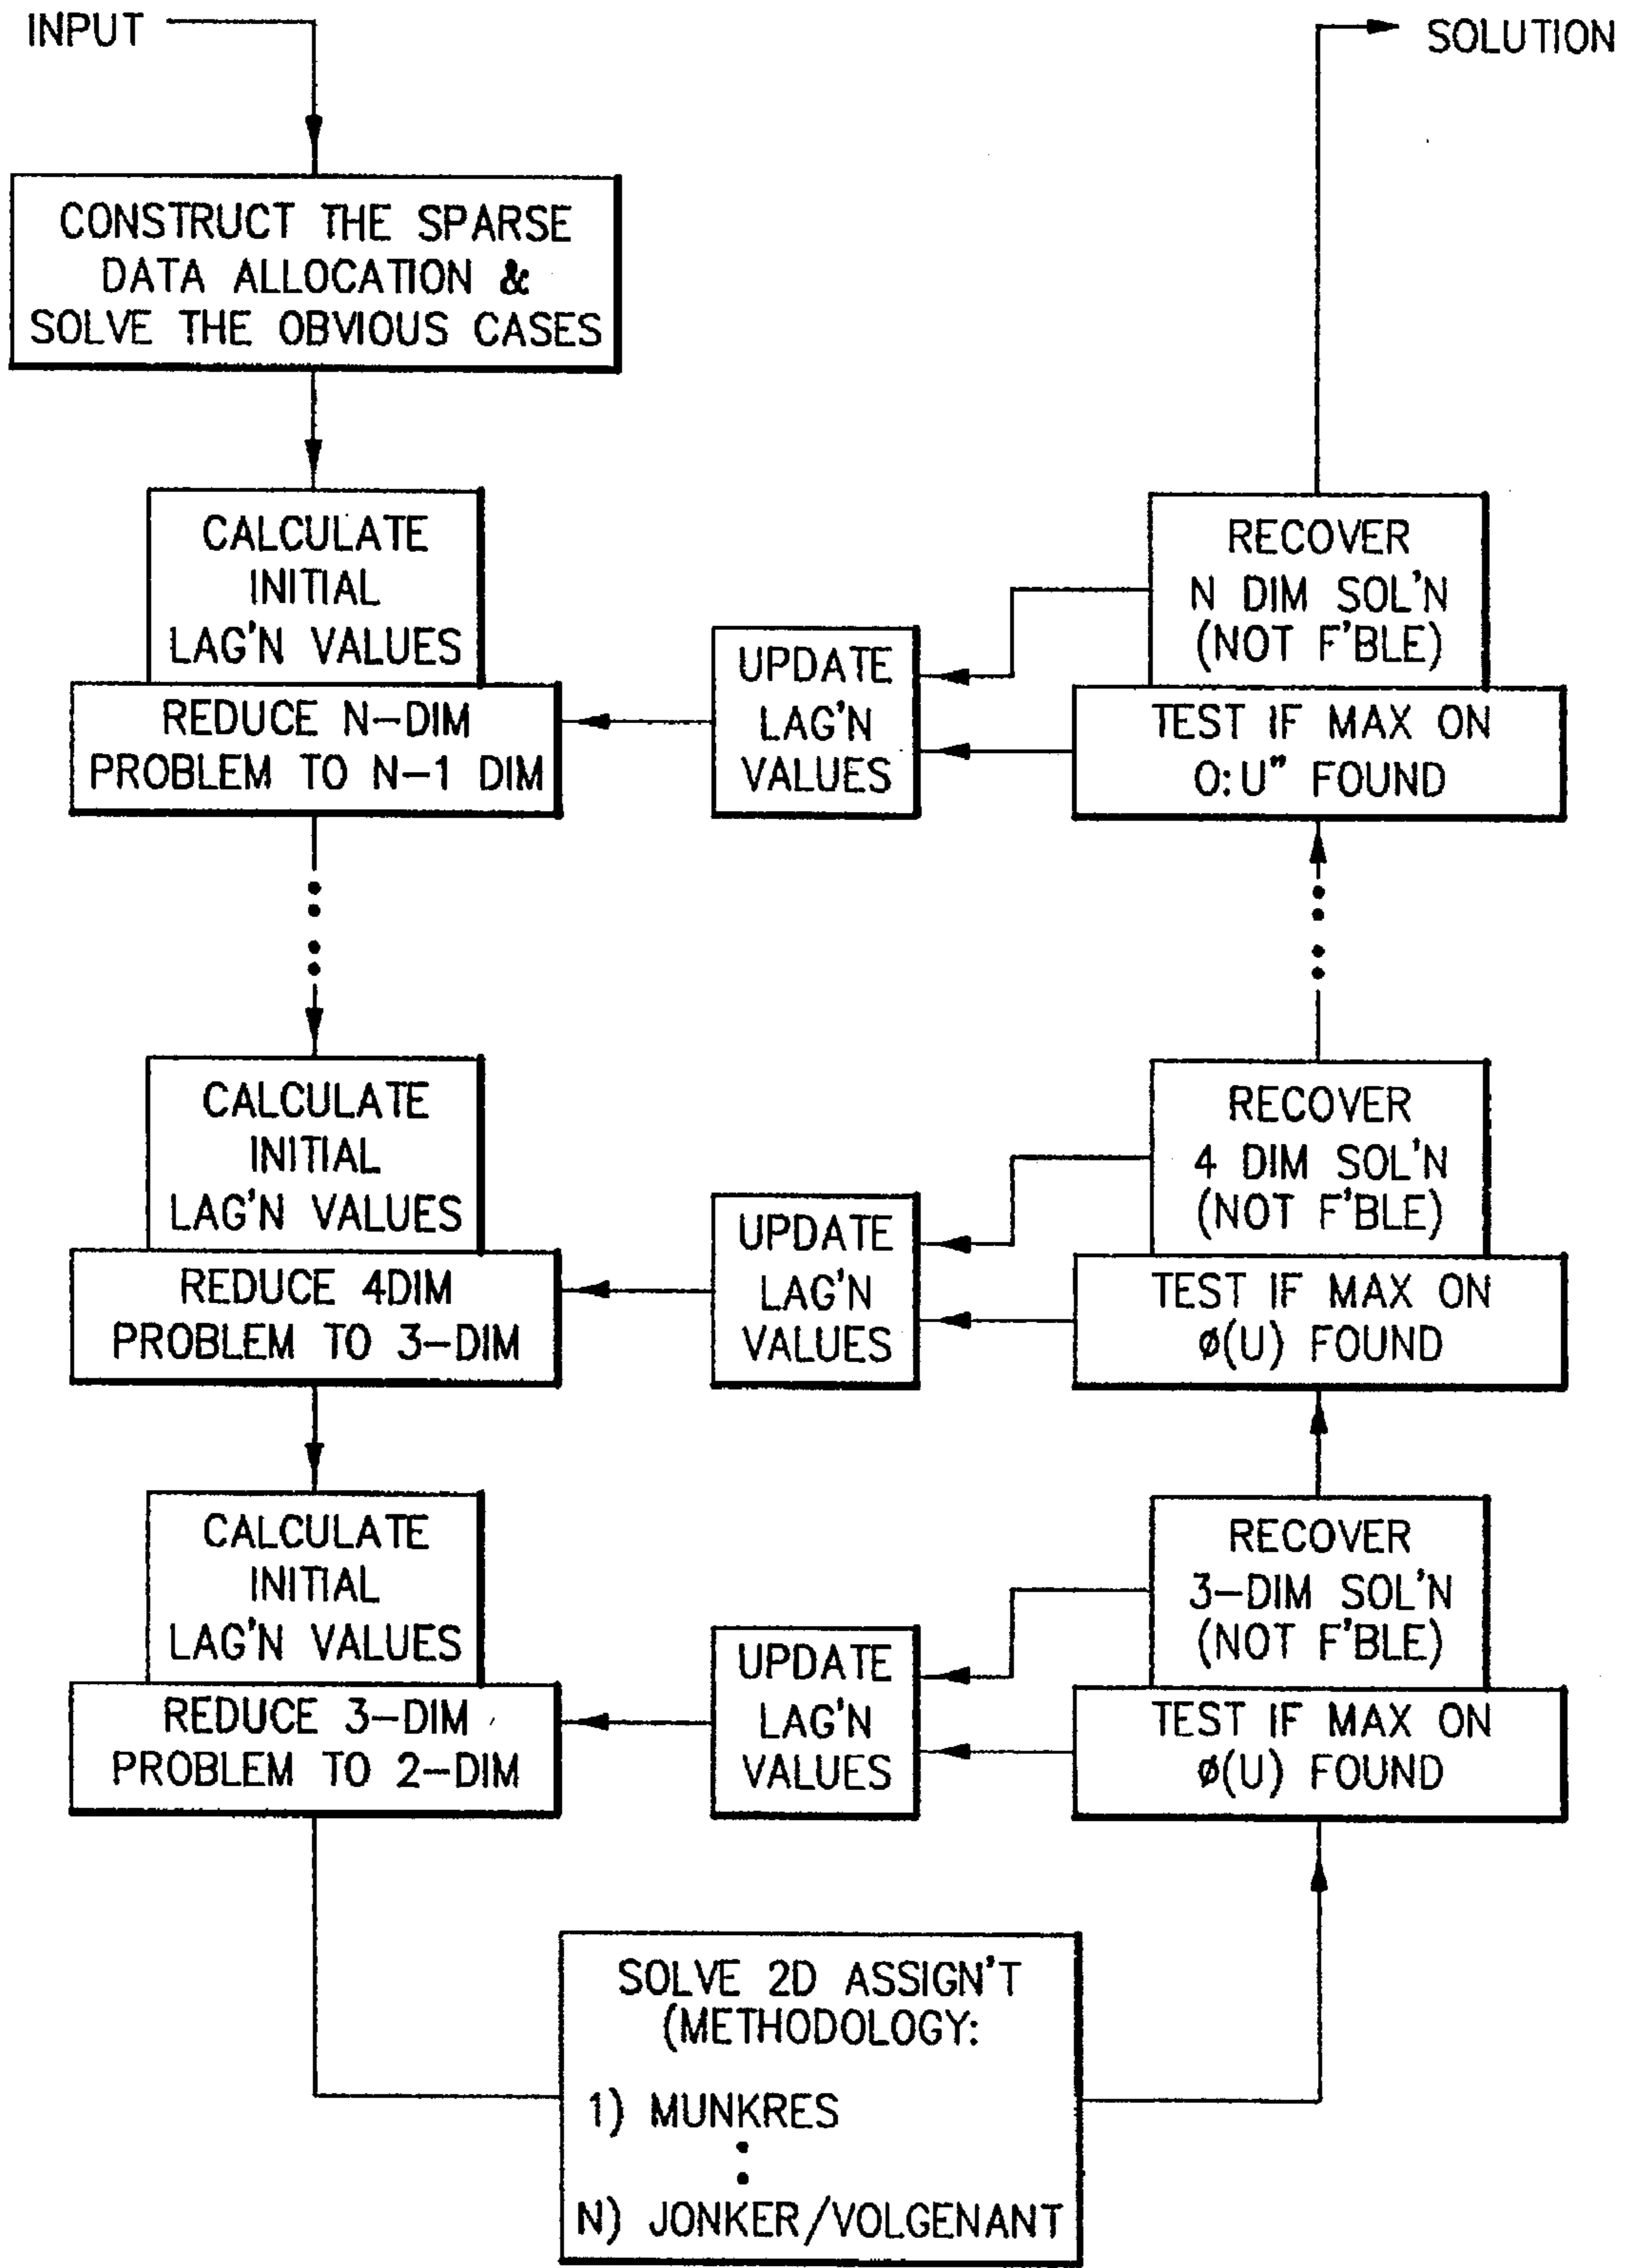 INPUT
SOLUTION
CONSTRUCT THE SPARSE
DATA ALLOCATION &
SOLVE THE OBVIOUS CASES
CALCULATE
INITIAL
LAG'N VALUES
REDUCE N-DIM
PROBLEM TO N-1 DIM
UPDATE
LAG'N
VALUES
RECOVER
N DIM SOL'N
(NOT F'BLE)
TEST IF MAX ON
O:U" FOUND
CALCULATE
INITIAL
LAG'N VALUES
REDUCE 4DIM
PROBLEM TO 3-DIM
UPDATE
LAG'N
VALUES
RECOVER
4 DIM SOL'N
(NOT F'BLE)
TEST IF MAX ON
ø(U) FOUND
CALCULATE
INITIAL
LAG'N VALUES
REDUCE 3-DIM
PROBLEM TO 2-DIM
UPDATE
LAG'N
VALUES
RECOVER
3-DIM SOL'N
(NOT F'BLE)
TEST IF MAX ON
ø(U) FOUND
SOLVE 2D ASSIGN'T
(METHODOLOGY:
1) MUNKRES
N) JONKER/VOLGENANT